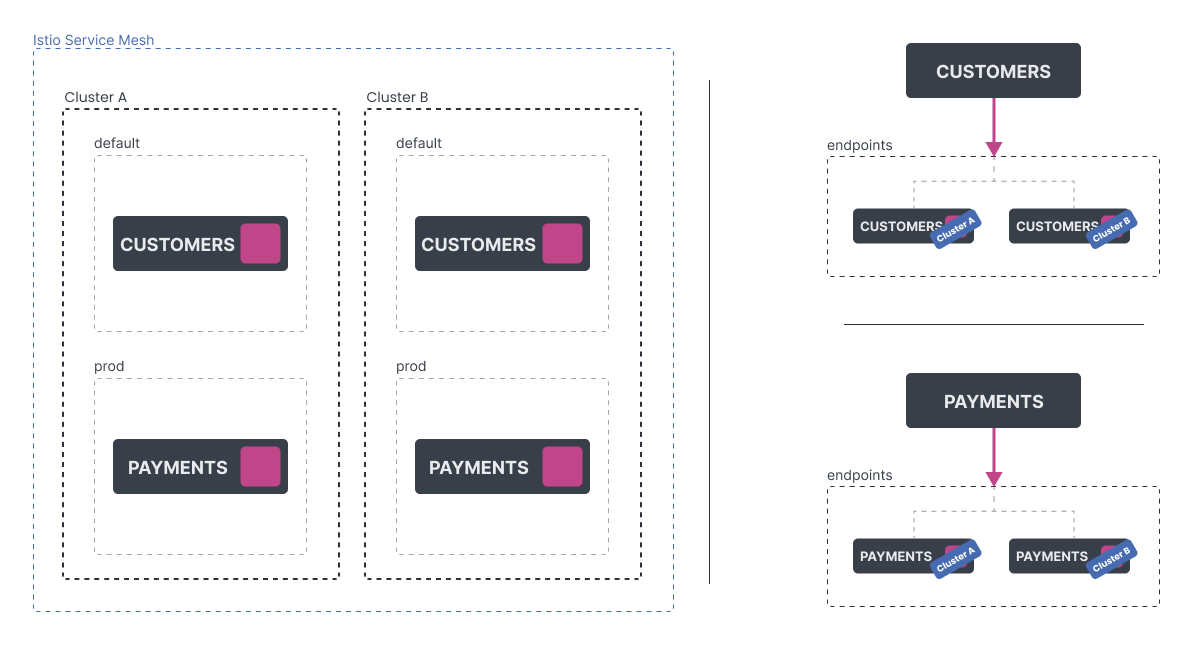 Istio Service Mesh
Cluster A
default
CUSTOMERS
prod
PAYMENTS
Cluster B
default
CUSTOMERS
prod
PAYMENTS
CUSTOMERS
endpoints
CUSTOMERS
Cluster A
CUSTOMERS
Cluster B
PAYMENTS
endpoints
PAYMENTS
Cluster A
PAYMENTS
Cluster B